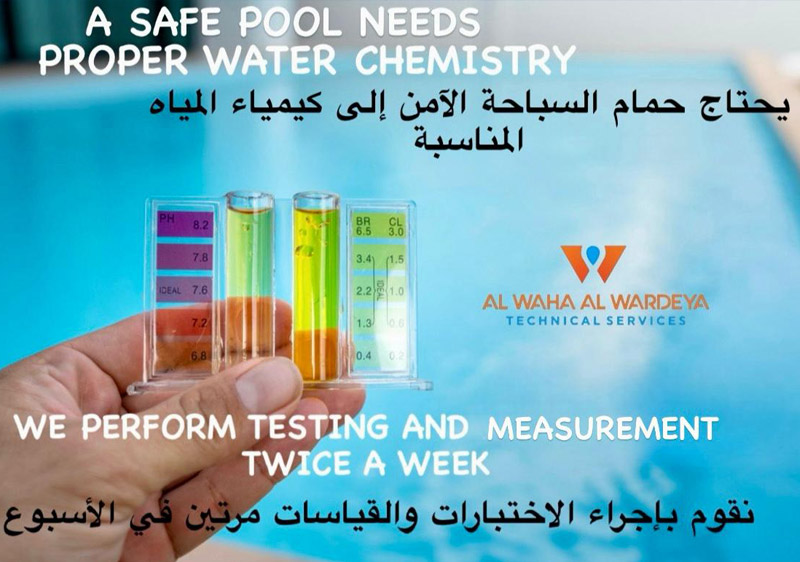 A SAFE POOL NEEDS
PROPER WATER CHEMISTRY
يحتاج حمام السباحة الآمن إلى كيمياء المياه
المناسبة
PH 8.2
7.8
IDEAL 7.6
7.2
6.8
BR CL
6.5 3.0
3.4 1.5
2.2 IDEAL 1.0
1.3 0.6
0.4 0.2
AL WAHA AL WARDEYA
TECHNICAL SERVICES
WE PERFORM TESTING AND MEASUREMENT
TWICE A WEEK
نقوم بإجراء الاختبارات والقياسات مرتين في الأسبوع